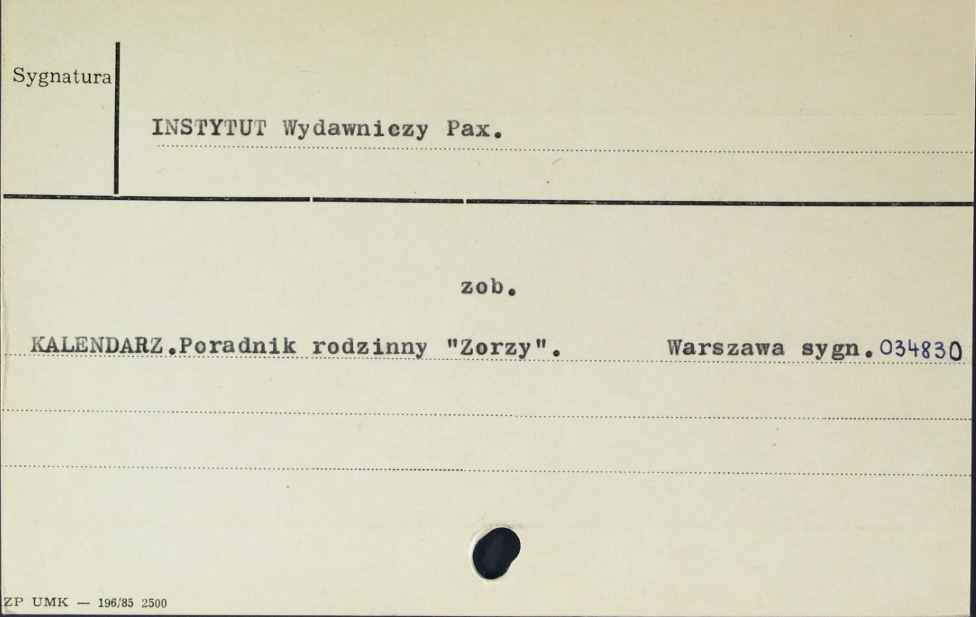 Sygnatura
INSTYTUT Wydawniczy Pax.
zob.
KALENDARZ.Poradnik rodzinny "Zorzy". Warszawa sygn.034830
ZP UMK — 196/85 2500